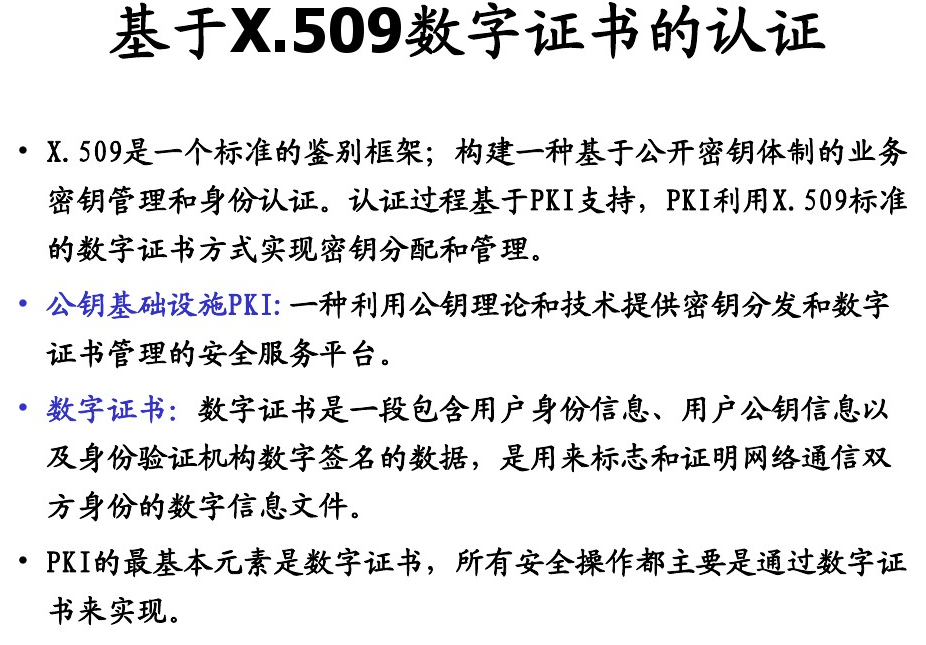 基于X.509数字证书的认证
• X.509是一个标准的鉴别框架；构建一种基于公开密钥体制的业务
密钥管理和身份认证。认证过程基于PKI支持，PKI利用X.509标准
的数字证书方式实现密钥分配和管理。
• 公钥基础设施PKI:一种利用公钥理论和技术提供密钥分发和数字
证书管理的安全服务平台。
• 数字证书：数字证书是一段包含用户身份信息、用户公钥信息以
及身份验证机构数字签名的数据，是用来标志和证明网络通信双
方身份的数字信息文件。
• PKI的最基本元素是数字证书，所有安全操作都主要是通过数字证
书来实现。